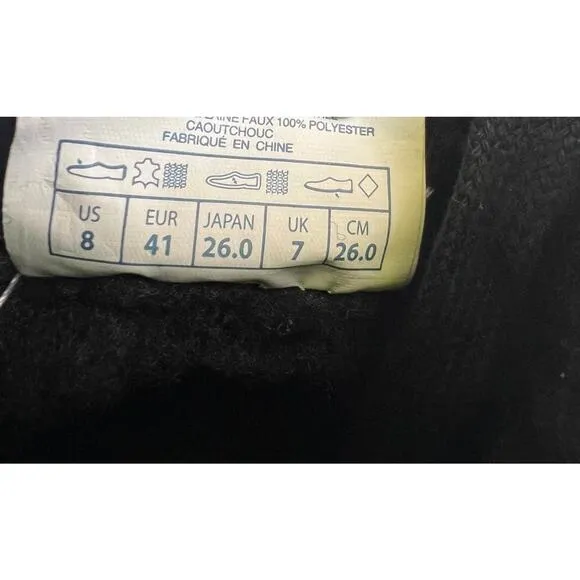 FAUX 100% POLYESTER
CAOUTCHOUC
FABRIQUÉ EN CHINE
US EUR JAPAN UK CM
8 41 26.0 7 26.0